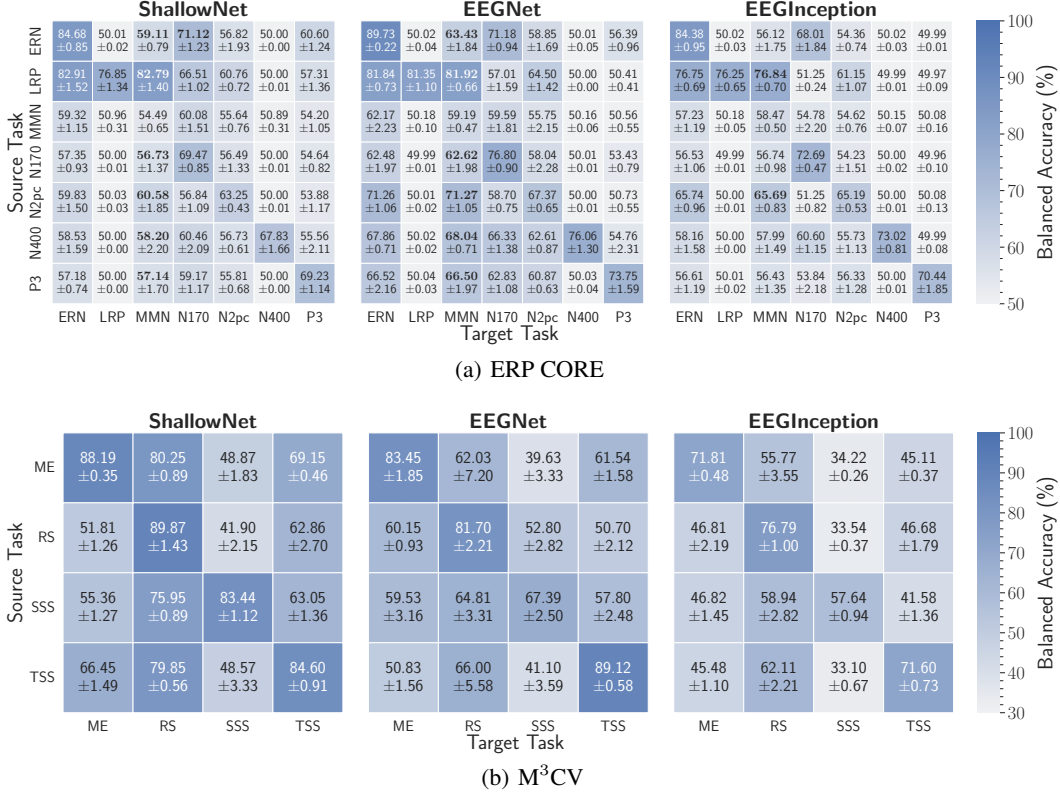 ShallowNet EEGNet EEGInception
ERN 84.68 50.01 59.11 71.12 56.82 50.00 60.60 89.73 50.02 63.43 71.18 58.85 50.01 56.39 84.38 50.02 56.12 68.01 54.36 50.00 49.99
±0.85 ±0.02 ±0.79 ±1.23 ±1.93 ±0.00 ±1.24 ±0.22 ±0.04 ±1.84 ±0.94 ±1.69 ±0.05 ±0.96 ±0.95 ±0.03 ±1.75 ±1.84 ±0.74 ±0.02 ±0.01
LRP 82.91 76.85 82.79 66.51 60.76 50.00 57.31 81.84 81.35 81.92 57.01 64.50 50.00 50.41 76.75 76.25 76.84 51.25 61.15 49.99 49.97
±1.52 ±1.34 ±1.40 ±1.02 ±0.72 ±0.00 ±1.36 ±0.73 ±1.10 ±0.66 ±1.59 ±1.42 ±0.00 ±0.41 ±0.69 ±0.65 ±0.70 ±0.24 ±1.07 ±0.01 ±0.08
MMN 59.32 50.96 54.49 60.08 55.64 50.89 54.20 62.17 50.18 59.19 59.59 55.75 50.16 50.56 57.23 50.18 58.47 54.78 54.62 50.15 50.08
±1.15 ±0.31 ±0.65 ±1.51 ±0.76 ±0.31 ±1.05 ±2.23 ±0.10 ±0.47 ±1.81 ±2.15 ±0.06 ±0.55 ±1.19 ±0.05 ±0.50 ±2.20 ±0.76 ±0.12 ±0.16
N170 57.35 50.00 56.73 69.47 56.49 50.00 54.64 62.48 49.99 62.62 76.80 58.04 50.01 53.43 56.53 49.99 56.74 72.69 54.23 50.00 49.96
±0.93 ±0.01 ±1.37 ±0.85 ±1.33 ±0.01 ±0.82 ±1.97 ±0.01 ±1.98 ±0.90 ±2.28 ±0.01 ±0.79 ±1.06 ±0.01 ±0.98 ±0.47 ±1.51 ±0.02 ±0.10
N2pc 59.83 50.03 60.58 56.84 63.25 50.00 53.88 71.26 50.02 71.27 58.70 67.37 50.00 50.73 65.74 50.00 65.69 51.25 65.19 50.00 50.08
±1.50 ±0.03 ±1.85 ±1.09 ±0.43 ±0.01 ±1.17 ±1.06 ±0.02 ±1.05 ±0.75 ±0.65 ±0.01 ±0.55 ±0.96 ±0.01 ±0.83 ±0.82 ±0.53 ±0.01 ±0.13
N400 58.53 50.00 58.20 60.46 56.73 67.83 55.56 67.86 50.01 68.04 66.33 62.61 76.06 54.76 58.16 50.00 57.99 60.60 55.73 73.02 49.99
±1.59 ±0.00 ±2.20 ±2.09 ±0.61 ±1.66 ±2.11 ±0.71 ±0.02 ±0.71 ±1.38 ±0.87 ±1.30 ±2.31 ±1.58 ±0.00 ±1.49 ±1.15 ±1.13 ±0.81 ±0.08
P3 57.18 50.00 57.14 59.17 55.81 50.00 69.23 66.52 50.04 66.50 62.83 60.87 50.03 73.75 56.61 50.01 56.43 53.84 56.33 50.00 70.44
±0.74 ±0.00 ±1.70 ±1.17 ±0.68 ±0.00 ±1.14 ±2.16 ±0.03 ±1.97 ±1.08 ±0.63 ±0.04 ±1.59 ±1.19 ±0.02 ±1.12 ±2.18 ±1.28 ±0.01 ±1.85
ERN LRP MMN N170 N2pc N400 P3 ERN LRP MMN N170 N2pc N400 P3 ERN LRP MMN N170 N2pc N400 P3
Source Task
Target Task
100
90
80
70
60
50
Balanced Accuracy (%)
(a) ERP CORE
ShallowNet EEGNet EEGInception
ME 88.19 80.25 48.87 69.15 83.45 62.03 39.63 61.54 71.81 55.77 34.22 45.11
±0.35 ±0.89 ±1.83 ±0.46 ±1.85 ±7.20 ±3.33 ±1.58 ±0.48 ±3.55 ±0.26 ±0.37
RS 51.81 89.87 41.90 62.86 60.15 81.70 52.80 50.70 46.81 76.79 33.54 46.68
±1.26 ±1.43 ±2.15 ±2.70 ±0.93 ±2.21 ±2.82 ±2.12 ±2.19 ±1.00 ±0.37 ±1.79
SSS 55.36 75.95 83.44 63.05 59.53 64.81 67.39 57.80 46.82 58.94 57.64 41.58
±1.27 ±0.89 ±1.12 ±1.36 ±3.16 ±3.31 ±2.50 ±2.48 ±1.45 ±2.82 ±0.94 ±1.36
TSS 66.45 79.85 48.57 84.60 50.83 66.00 41.10 89.12 45.48 62.11 33.10 71.60
±1.49 ±0.56 ±3.33 ±0.91 ±1.56 ±5.58 ±3.59 ±0.58 ±1.10 ±2.21 ±0.67 ±0.73
ME RS SSS TSS ME RS SSS TSS ME RS SSS TSS
Source Task
Target Task
100
90
80
70
60
50
40
30
Balanced Accuracy (%)
(b) M³CV